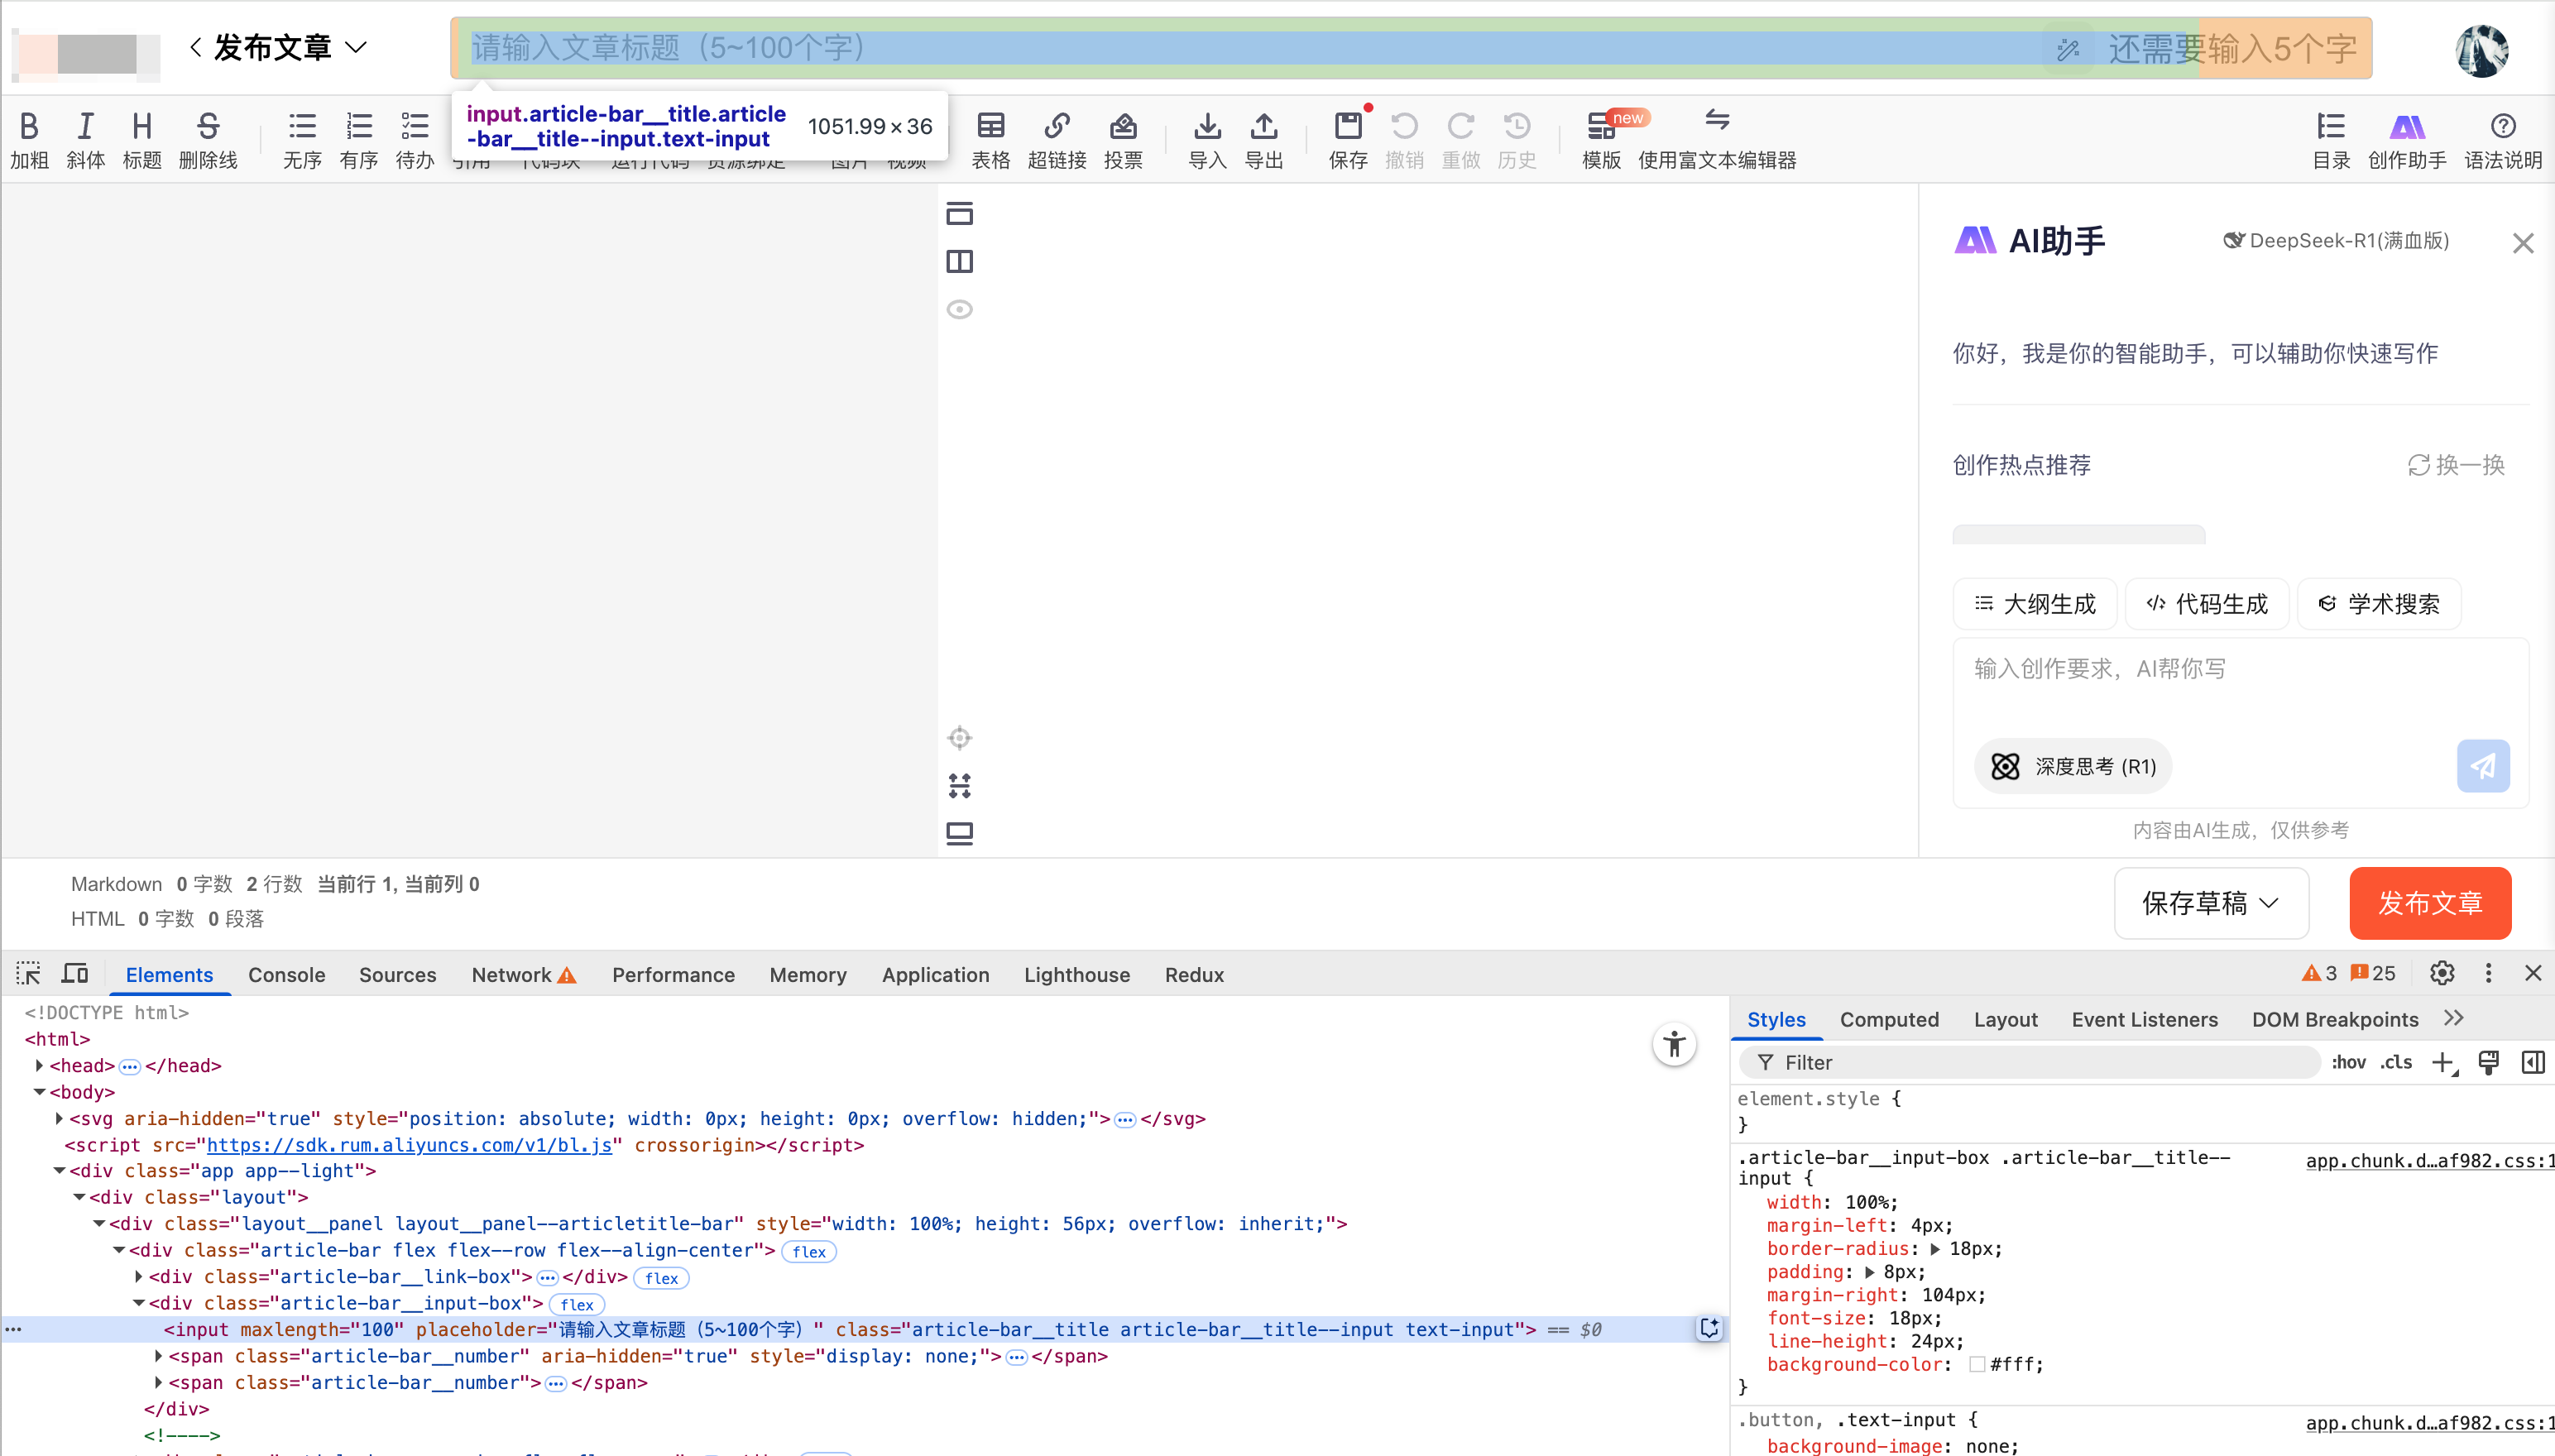 发布文章
请输入文章标题（5~100个字）
还需要输入5个字
input.article-bar__title.article
-bar__title--input.text-input
1051.99 × 36
加粗 斜体 标题 删除线 无序 有序 待办 引用 代码块 运行代码 资源绑定 图片 视频 表格 超链接 投票 导入 导出 保存 撤销 重做 历史 模版 new 使用富文本编辑器 目录 创作助手 语法说明
AI助手
DeepSeek-R1(满血版)
你好，我是你的智能助手，可以辅助你快速写作
创作热点推荐
换一换
大纲生成 代码生成 学术搜索
输入创作要求，AI帮你写
深度思考 (R1)
内容由AI生成，仅供参考
Markdown 0 字数 2 行数 当前行 1, 当前列 0
HTML 0 字数 0 段落
保存草稿
发布文章
Elements Console Sources Network Performance Memory Application Lighthouse Redux 3 25
<!DOCTYPE html>
<html>
<head>…</head>
<body>
<svg aria-hidden="true" style="position: absolute; width: 0px; height: 0px; overflow: hidden;">…</svg>
<script src="https://sdk.rum.aliyuncs.com/v1/bl.js" crossorigin></script>
<div class="app app--light">
<div class="layout">
<div class="layout__panel layout__panel--articletitle-bar" style="width: 100%; height: 56px; overflow: inherit;">
<div class="article-bar flex flex--row flex--align-center"> flex
<div class="article-bar__link-box">…</div> flex
<div class="article-bar__input-box"> flex
<input maxlength="100" placeholder="请输入文章标题（5~100个字）" class="article-bar__title article-bar__title--input text-input"> == $0
<span class="article-bar__number" aria-hidden="true" style="display: none;">…</span>
<span class="article-bar__number">…</span>
</div>
<!---->
Styles Computed Layout Event Listeners DOM Breakpoints
Filter :hov .cls
element.style {
}
.article-bar__input-box .article-bar__title--
input {
app.chunk.d…af982.css:1
width: 100%;
margin-left: 4px;
border-radius: 18px;
padding: 8px;
margin-right: 104px;
font-size: 18px;
line-height: 24px;
background-color: #fff;
}
.button, .text-input {
app.chunk.d…af982.css:1
background-image: none;